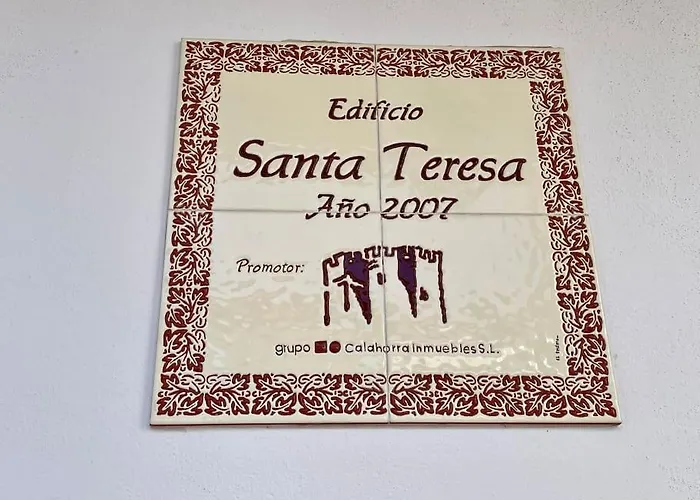 Edificio
Santa Teresa
Año 2007
Promotor:
grupo Calahorra Inmuebles S.L.